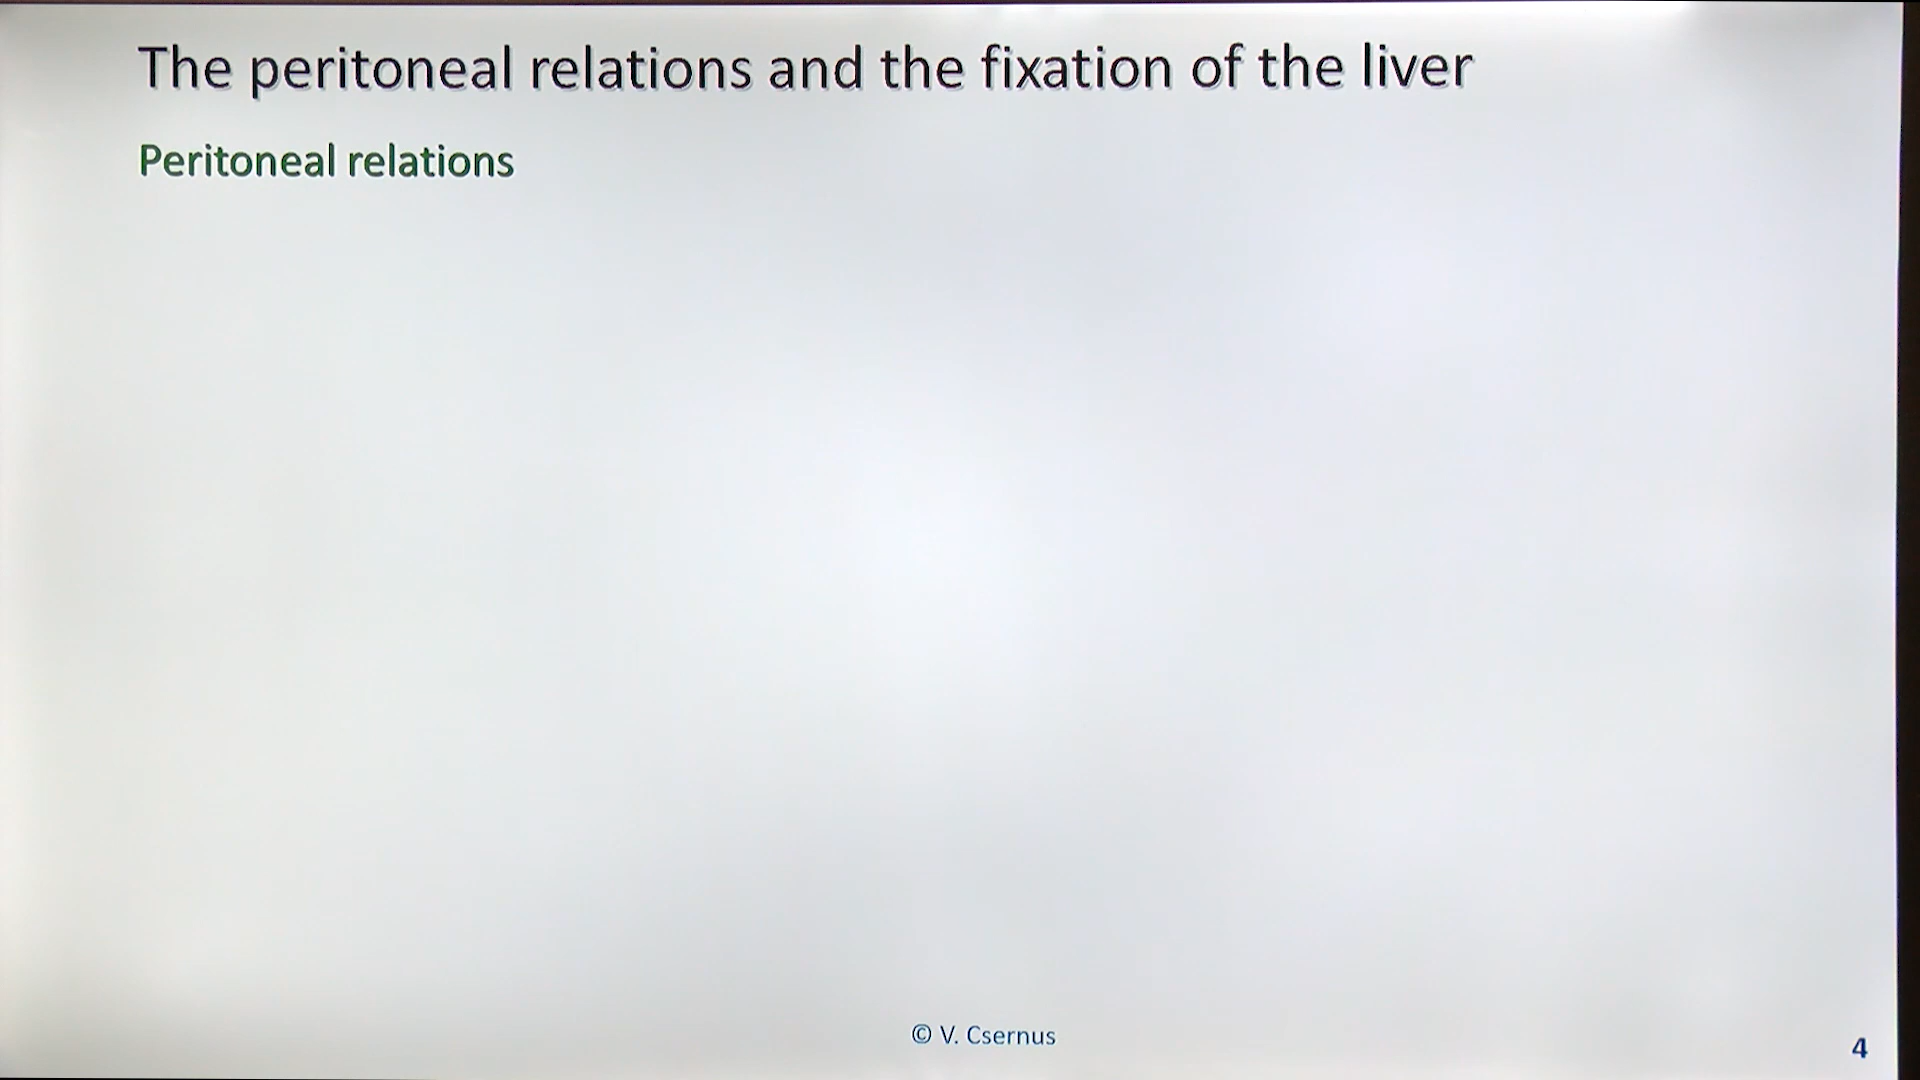 The peritoneal relations and the fixation of the liver
Peritoneal relations
© V. Csernus
4